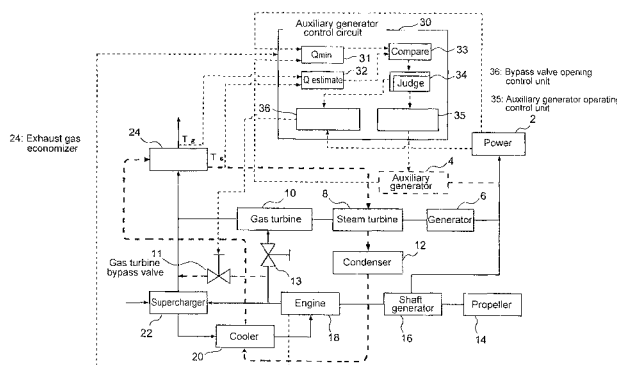 Auxiliary generator
control circuit
30
Qmin
31
Compare
33
Q estimate
32
Judge
34
36
35
36: Bypass valve opening
control unit
35: Auxiliary generator operating
control unit
Power
2
24: Exhaust gas
economizer
24
Auxiliary
generator
4
10
Gas turbine
8
Steam turbine
6
Generator
12
Condenser
11
Gas turbine
bypass valve
13
Supercharger
22
Engine
18
Shaft
generator
16
Propeller
14
Cooler
20